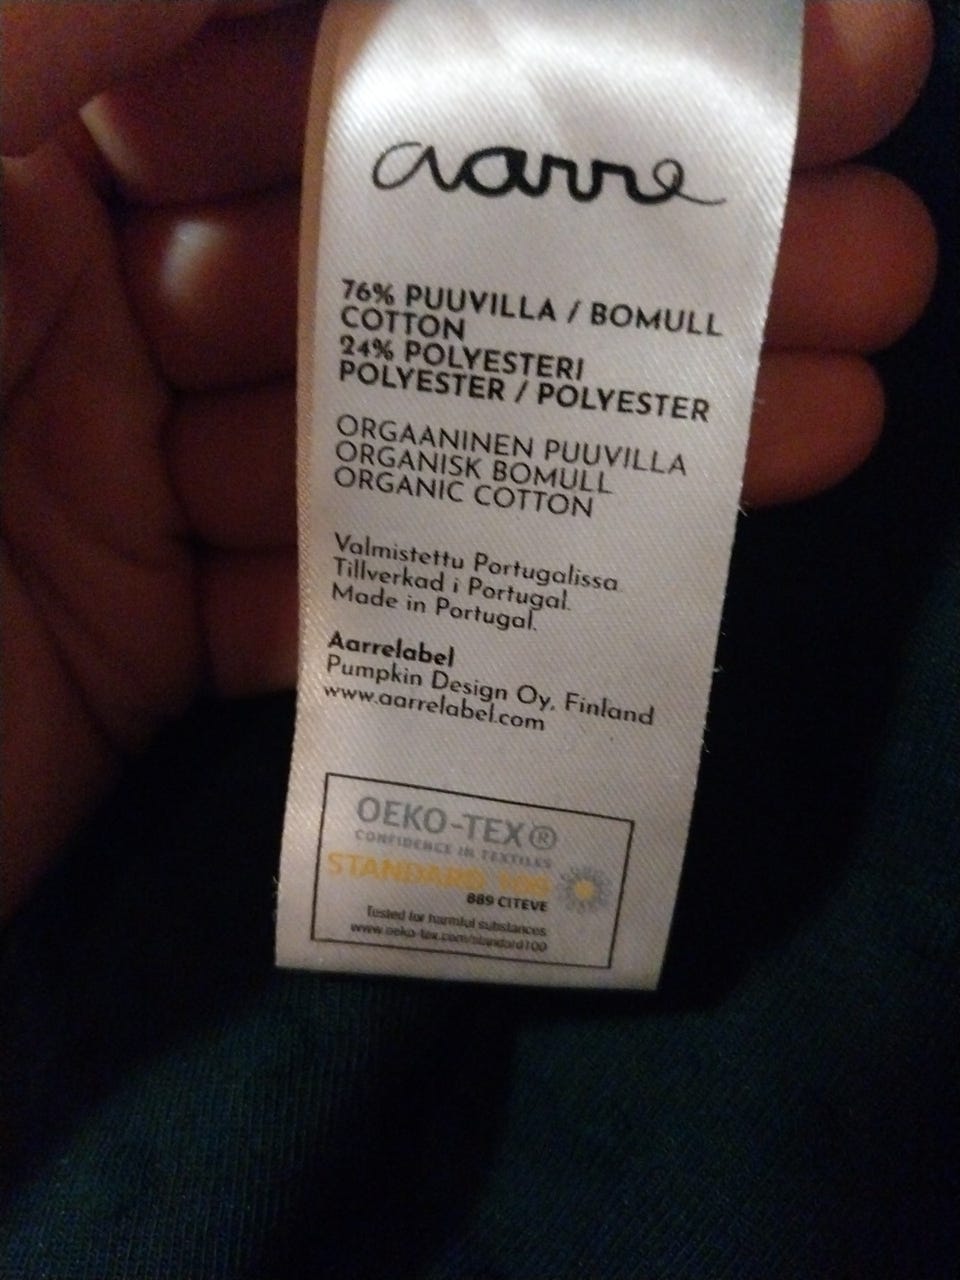 aarre
76% PUUVILLA / BOMULL
COTTON
24% POLYESTERI
POLYESTER / POLYESTER
ORGAANINEN PUUVILLA
ORGANISK BOMULL
ORGANIC COTTON
Valmistettu Portugalissa.
Tillverkad i Portugal.
Made in Portugal.
Aarrelabel
Pumpkin Design Oy, Finland
www.aarrelabel.com
OEKO-TEX®
CONFIDENCE IN TEXTILES
STANDARD 100
889 CITEVE
Tested for harmful substances
www.oeko-tex.com/standard100